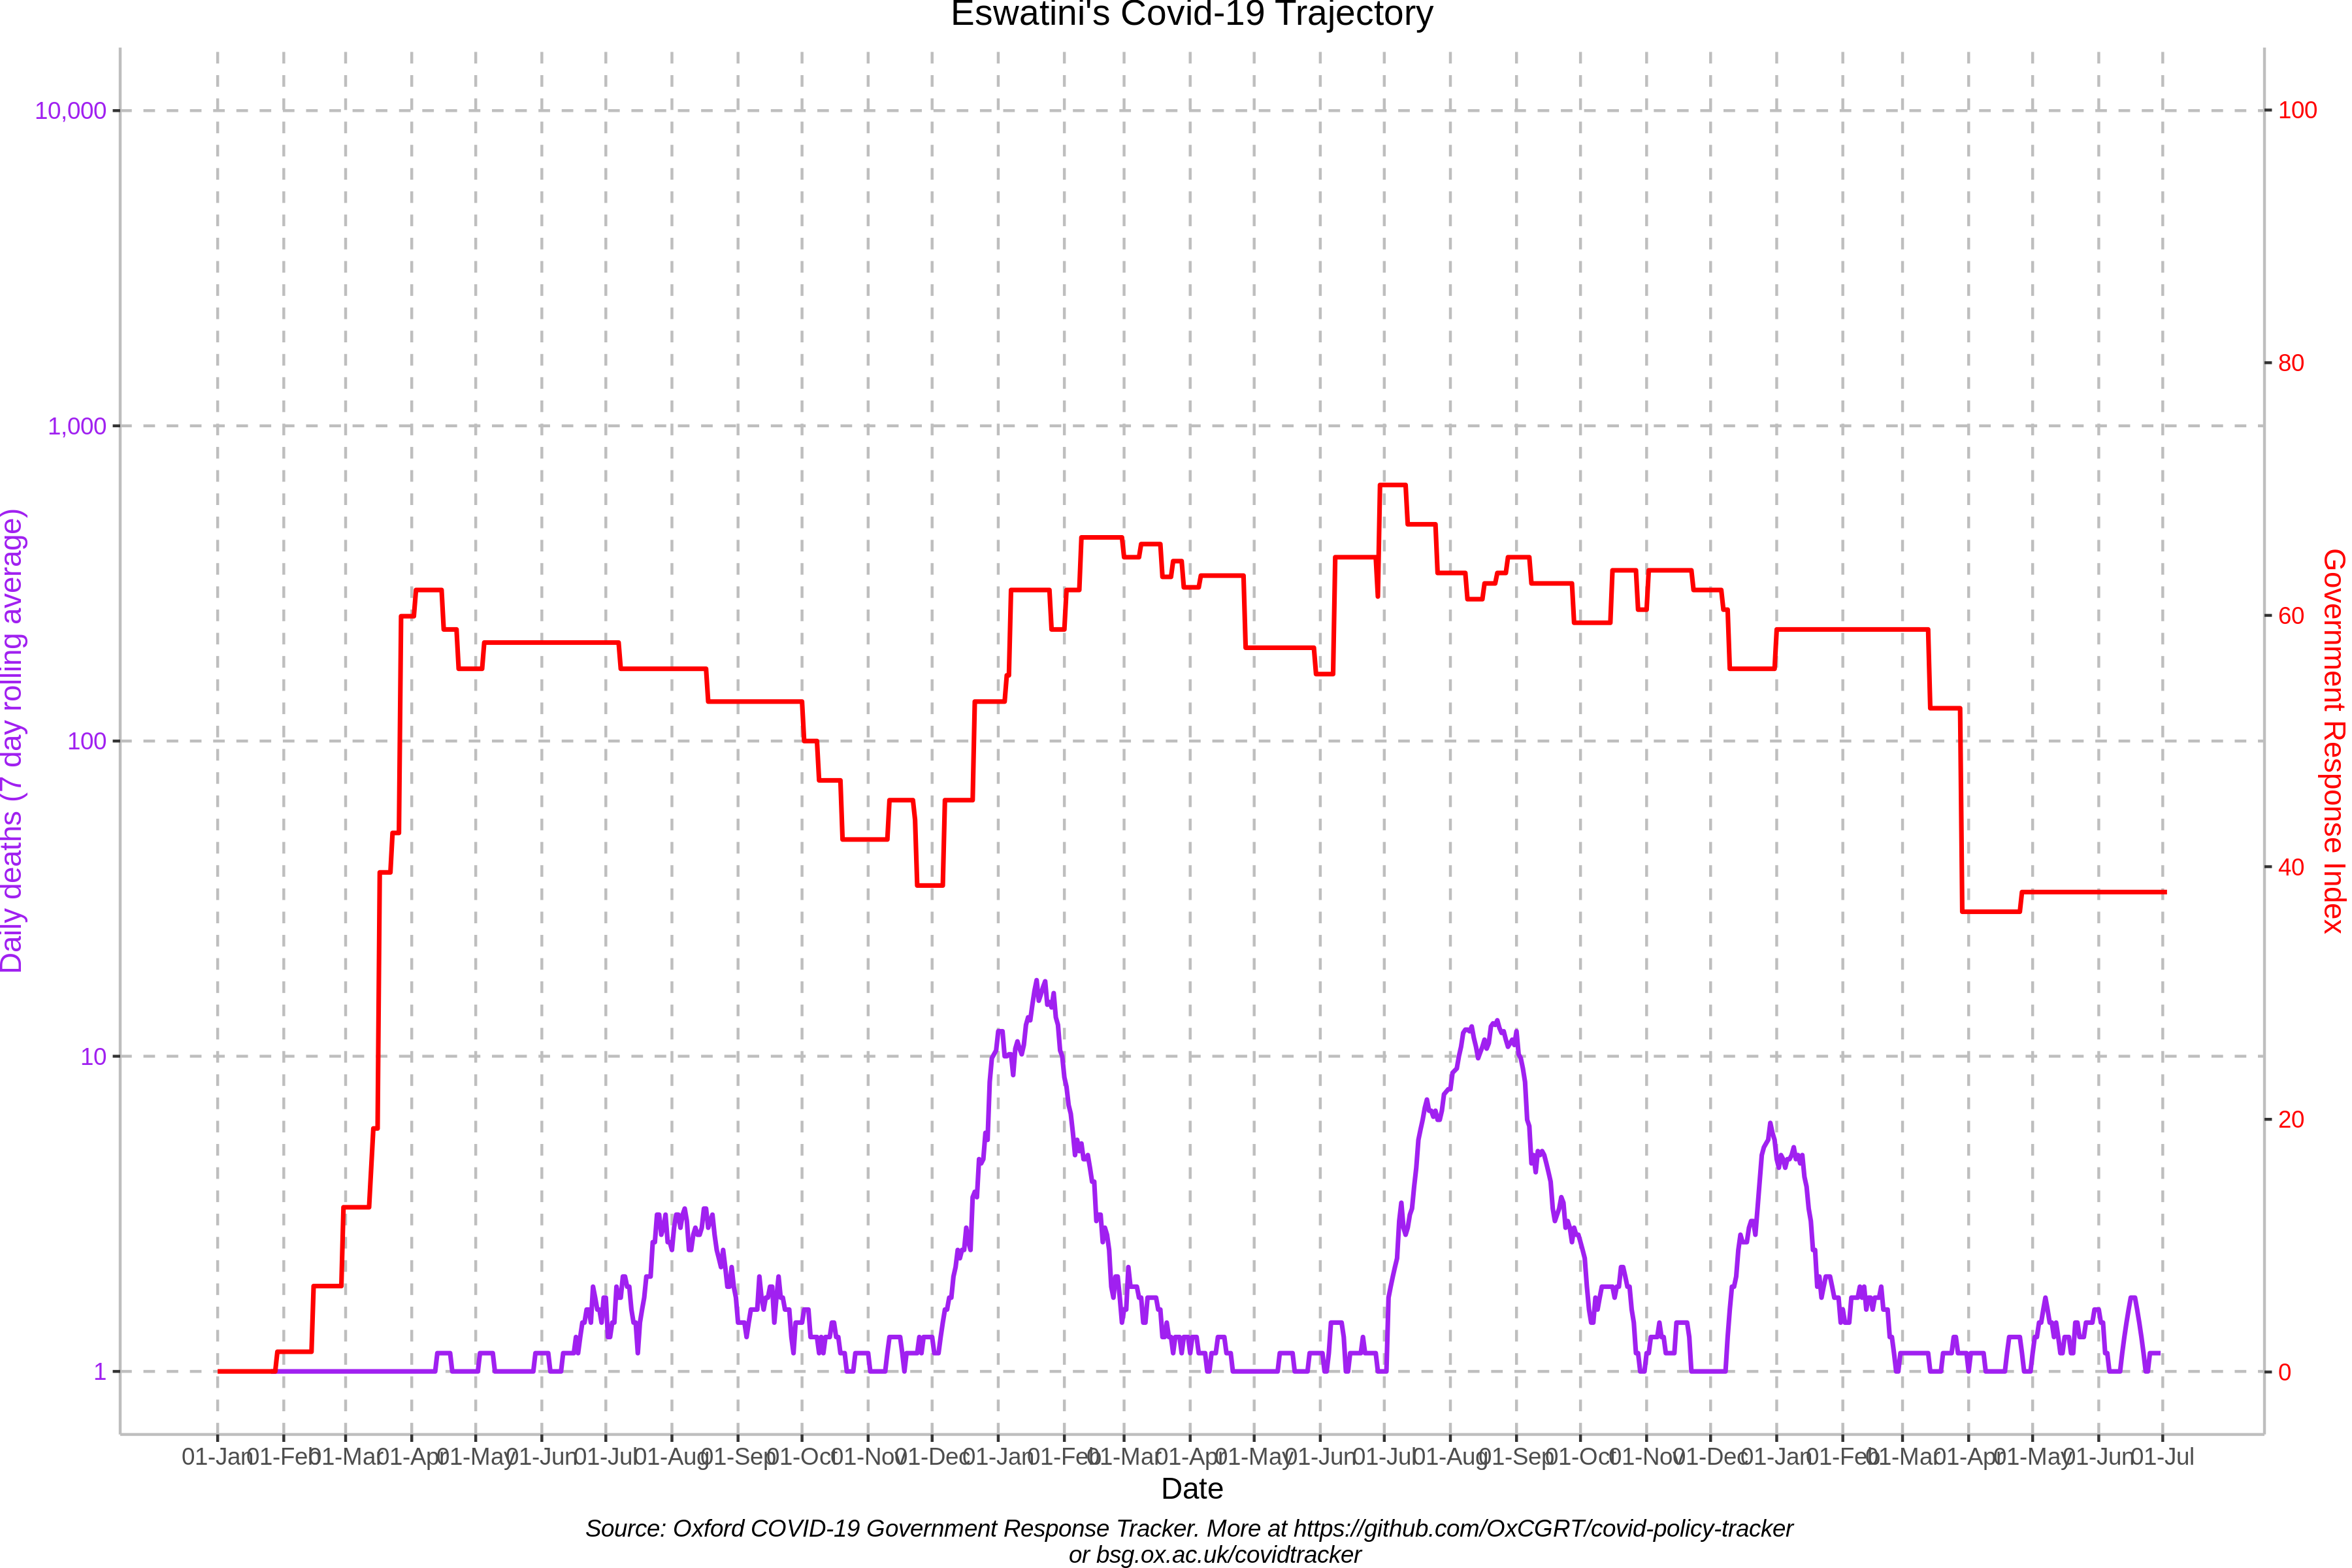 Eswatini's Covid-19 Trajectory
Daily deaths (7 day rolling average)
10,000
1,000
100
10
1
100
80
60
40
20
0
Government Response Index
01-Jan 01-Feb 01-Mar 01-Apr 01-May 01-Jun 01-Jul 01-Aug 01-Sep 01-Oct 01-Nov 01-Dec 01-Jan 01-Feb 01-Mar 01-Apr 01-May 01-Jun 01-Jul 01-Aug 01-Sep 01-Oct 01-Nov 01-Dec 01-Jan 01-Feb 01-Mar 01-Apr 01-May 01-Jun 01-Jul
Date
Source: Oxford COVID-19 Government Response Tracker. More at https://github.com/OxCGRT/covid-policy-tracker
or bsg.ox.ac.uk/covidtracker